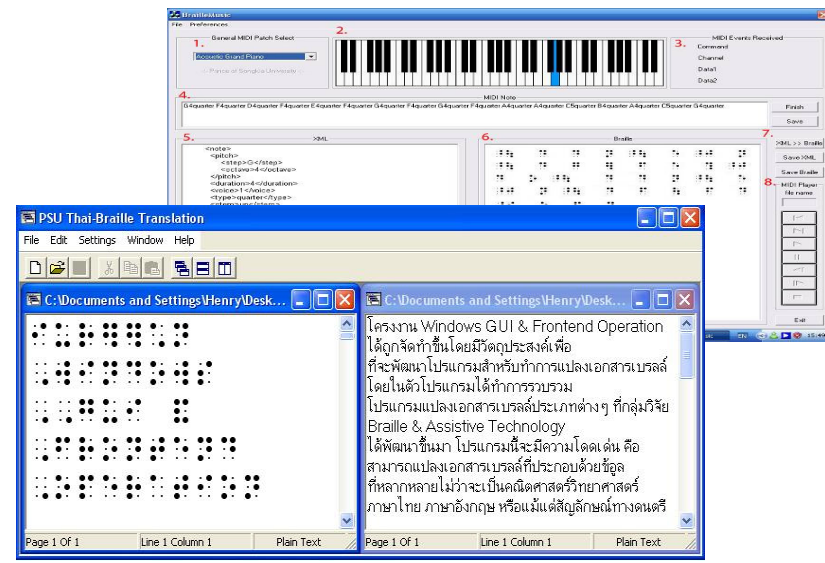 BrailleMusic
File Preferences
General MIDI Patch Select
1.
Acoustic Grand Piano
2.
3.
MIDI Events Received
Command
Channel
Data1
Data2
4.
MIDI Note
G4quarter F4quarter D4quarter F4quarter E4quarter F4quarter G4quarter F4quarter G4quarter F4quarter A4quarter A4quarter C5quarter B4quarter A4quarter C5quarter G4quarter
Finish
Save
5.
XML
<note>
<pitch>
<step>G</step>
<octave>4</octave>
</pitch>
<duration>4</duration>
<voice>1</voice>
<type>quarter</type>
6.
Braille
7.
XML >> Braille
Save XML
Save Braille
8.
MIDI Player
file name
Exit
EN
15:49
PSU Thai-Braille Translation
File Edit Settings Window Help
C:\Documents and Settings\Henry\Desk...
Page 1 Of 1 Line 1 Column 1 Plain Text
C:\Documents and Settings\Henry\Desk...
โครงงาน Windows GUI & Frontend Operation
ได้ถูกจัดทำขึ้นโดยมีวัตถุประสงค์เพื่อ
ที่จะพัฒนาโปรแกรมสำหรับทำการแปลงเอกสารเบรลล์
โดยในตัวโปรแกรมได้ทำการรวบรวม
โปรแกรมแปลงเอกสารเบรลล์ประเภทต่างๆ ที่กลุ่มวิจัย
Braille & Assistive Technology
ได้พัฒนาขึ้นมา โปรแกรมนี้จะมีความโดดเด่น คือ
สามารถแปลงเอกสารเบรลล์ที่ประกอบด้วยข้อูล
ที่หลากหลายไม่ว่าจะเป็นคณิตศาสตร์วิทยาศาสตร์
ภาษาไทย ภาษาอังกฤษ หรือแม้แต่สัญลักษณ์ทางดนตรี
Page 1 Of 1 Line 1 Column 1 Plain Text